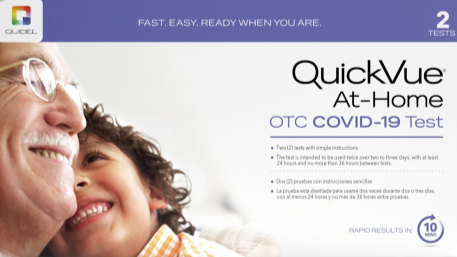 QUIDEL
FAST. EASY. READY WHEN YOU ARE.
2
TESTS
QuickVue®
At-Home
OTC COVID-19 Test
Two (2) tests with simple instructions
The test is intended to be used twice over two to three days, with at least
24 hours and no more than 36 hours between tests.
Dos (2) pruebas con instrucciones sencillas
La prueba está diseñada para usarse dos veces durante dos o tres días,
con al menos 24 horas y no más de 36 horas entre pruebas.
RAPID RESULTS IN
10
MINS